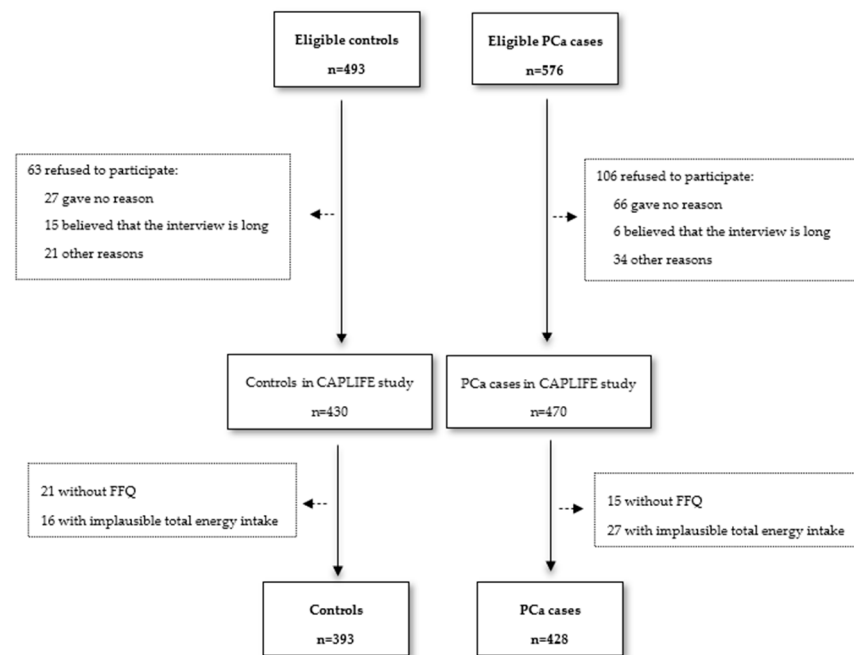 Eligible controls
n=493
Eligible PCa cases
n=576
63 refused to participate:
27 gave no reason
15 believed that the interview is long
21 other reasons
106 refused to participate:
66 gave no reason
6 believed that the interview is long
34 other reasons
Controls in CAPLIFE study
n=430
PCa cases in CAPLIFE study
n=470
21 without FFQ
16 with implausible total energy intake
15 without FFQ
27 with implausible total energy intake
Controls
n=393
PCa cases
n=428